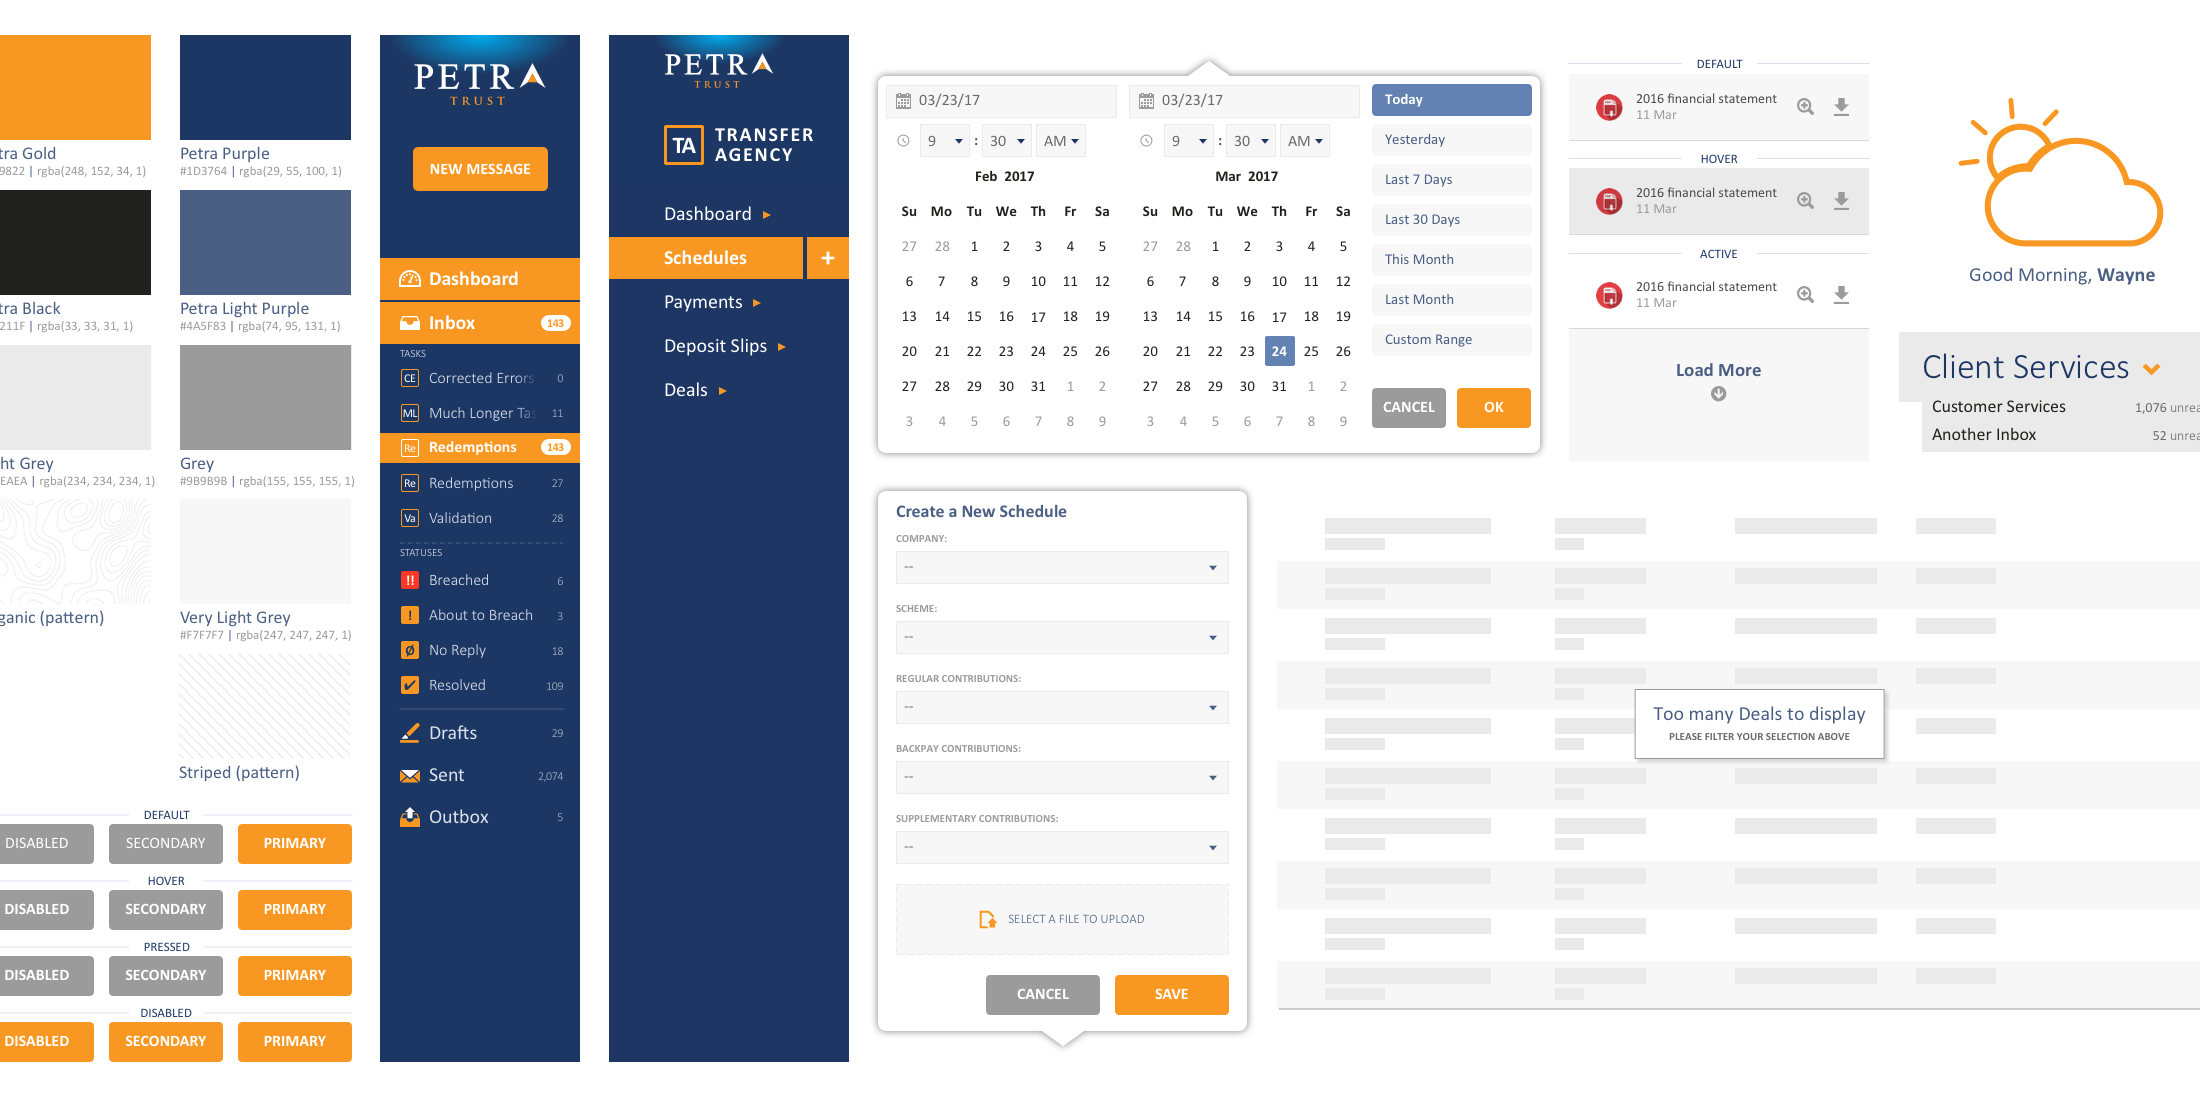 tra Gold
9822 | rgba(248, 152, 34, 1)
Petra Purple
#1D3764 | rgba(29, 55, 100, 1)
tra Black
211F | rgba(33, 33, 31, 1)
Petra Light Purple
#4A5F83 | rgba(74, 95, 131, 1)
ht Grey
EAEA | rgba(234, 234, 234, 1)
Grey
#9B9B9B | rgba(155, 155, 155, 1)
ganic (pattern)
Very Light Grey
#F7F7F7 | rgba(247, 247, 247, 1)
Striped (pattern)
DEFAULT
DISABLED SECONDARY PRIMARY
HOVER
DISABLED SECONDARY PRIMARY
PRESSED
DISABLED SECONDARY PRIMARY
DISABLED
DISABLED SECONDARY PRIMARY
PETRA
TRUST
NEW MESSAGE
Dashboard
Inbox 143
TASKS
CE Corrected Errors 0
ML Much Longer Tas 11
Re Redemptions 143
Re Redemptions 27
Va Validation 28
STATUSES
!! Breached 6
! About to Breach 3
Ø No Reply 18
Resolved 109
Drafts 29
Sent 2,074
Outbox 5
PETRA
TRUST
TA TRANSFER
AGENCY
Dashboard
Schedules +
Payments
Deposit Slips
Deals
03/23/17
9 : 30 AM
Feb 2017
Su Mo Tu We Th Fr Sa
27 28 1 2 3 4 5
6 7 8 9 10 11 12
13 14 15 16 17 18 19
20 21 22 23 24 25 26
27 28 29 30 31 1 2
3 4 5 6 7 8 9
03/23/17
9 : 30 AM
Mar 2017
Su Mo Tu We Th Fr Sa
27 28 1 2 3 4 5
6 7 8 9 10 11 12
13 14 15 16 17 18 19
20 21 22 23 24 25 26
27 28 29 30 31 1 2
3 4 5 6 7 8 9
Today
Yesterday
Last 7 Days
Last 30 Days
This Month
Last Month
Custom Range
CANCEL OK
DEFAULT
2016 financial statement
11 Mar
HOVER
2016 financial statement
11 Mar
ACTIVE
2016 financial statement
11 Mar
Load More
Good Morning, Wayne
Client Services
Customer Services 1,076 unrea
Another Inbox 52 unrea
Create a New Schedule
COMPANY:
--
SCHEME:
--
REGULAR CONTRIBUTIONS:
--
BACKPAY CONTRIBUTIONS:
--
SUPPLEMENTARY CONTRIBUTIONS:
--
SELECT A FILE TO UPLOAD
CANCEL SAVE
Too many Deals to display
PLEASE FILTER YOUR SELECTION ABOVE